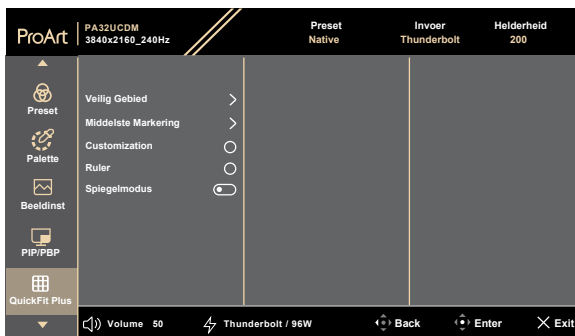 ProArt
PA32UCDM
3840x2160_240Hz
Preset
Native
Invoer
Thunderbolt
Helderheid
200
Preset
Palette
Beeldinst
PIP/PBP
QuickFit Plus
Veilig Gebied
Middelste Markering
Customization
Ruler
Spiegelmodus
Volume 50
Thunderbolt / 96W
Back
Enter
Exit